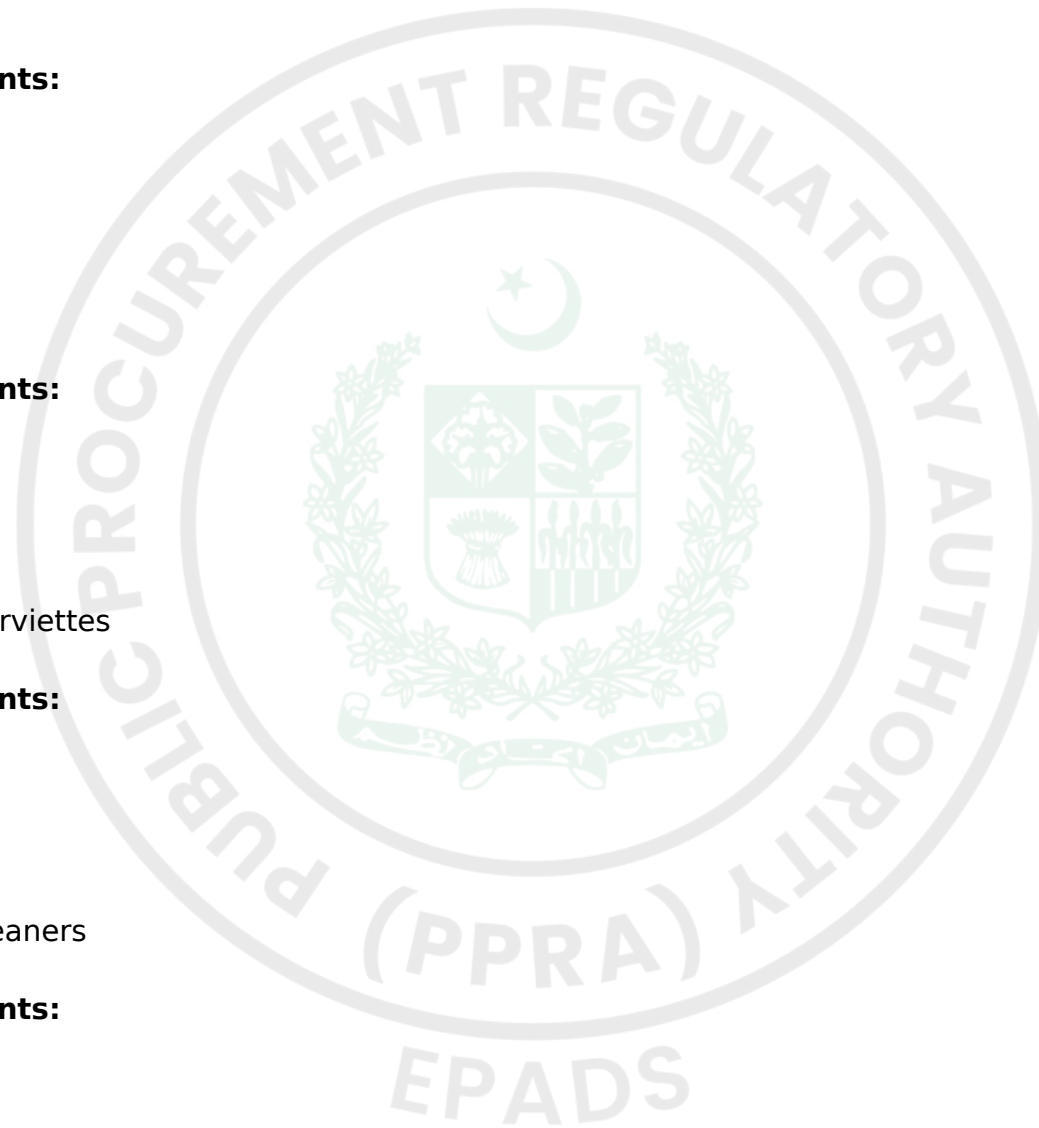 nts:
nts:
rviettes
nts:
eaners
nts:
PUBLIC PROCUREMENT REGULATORY AUTHORITY
(PPRA)
EPADS